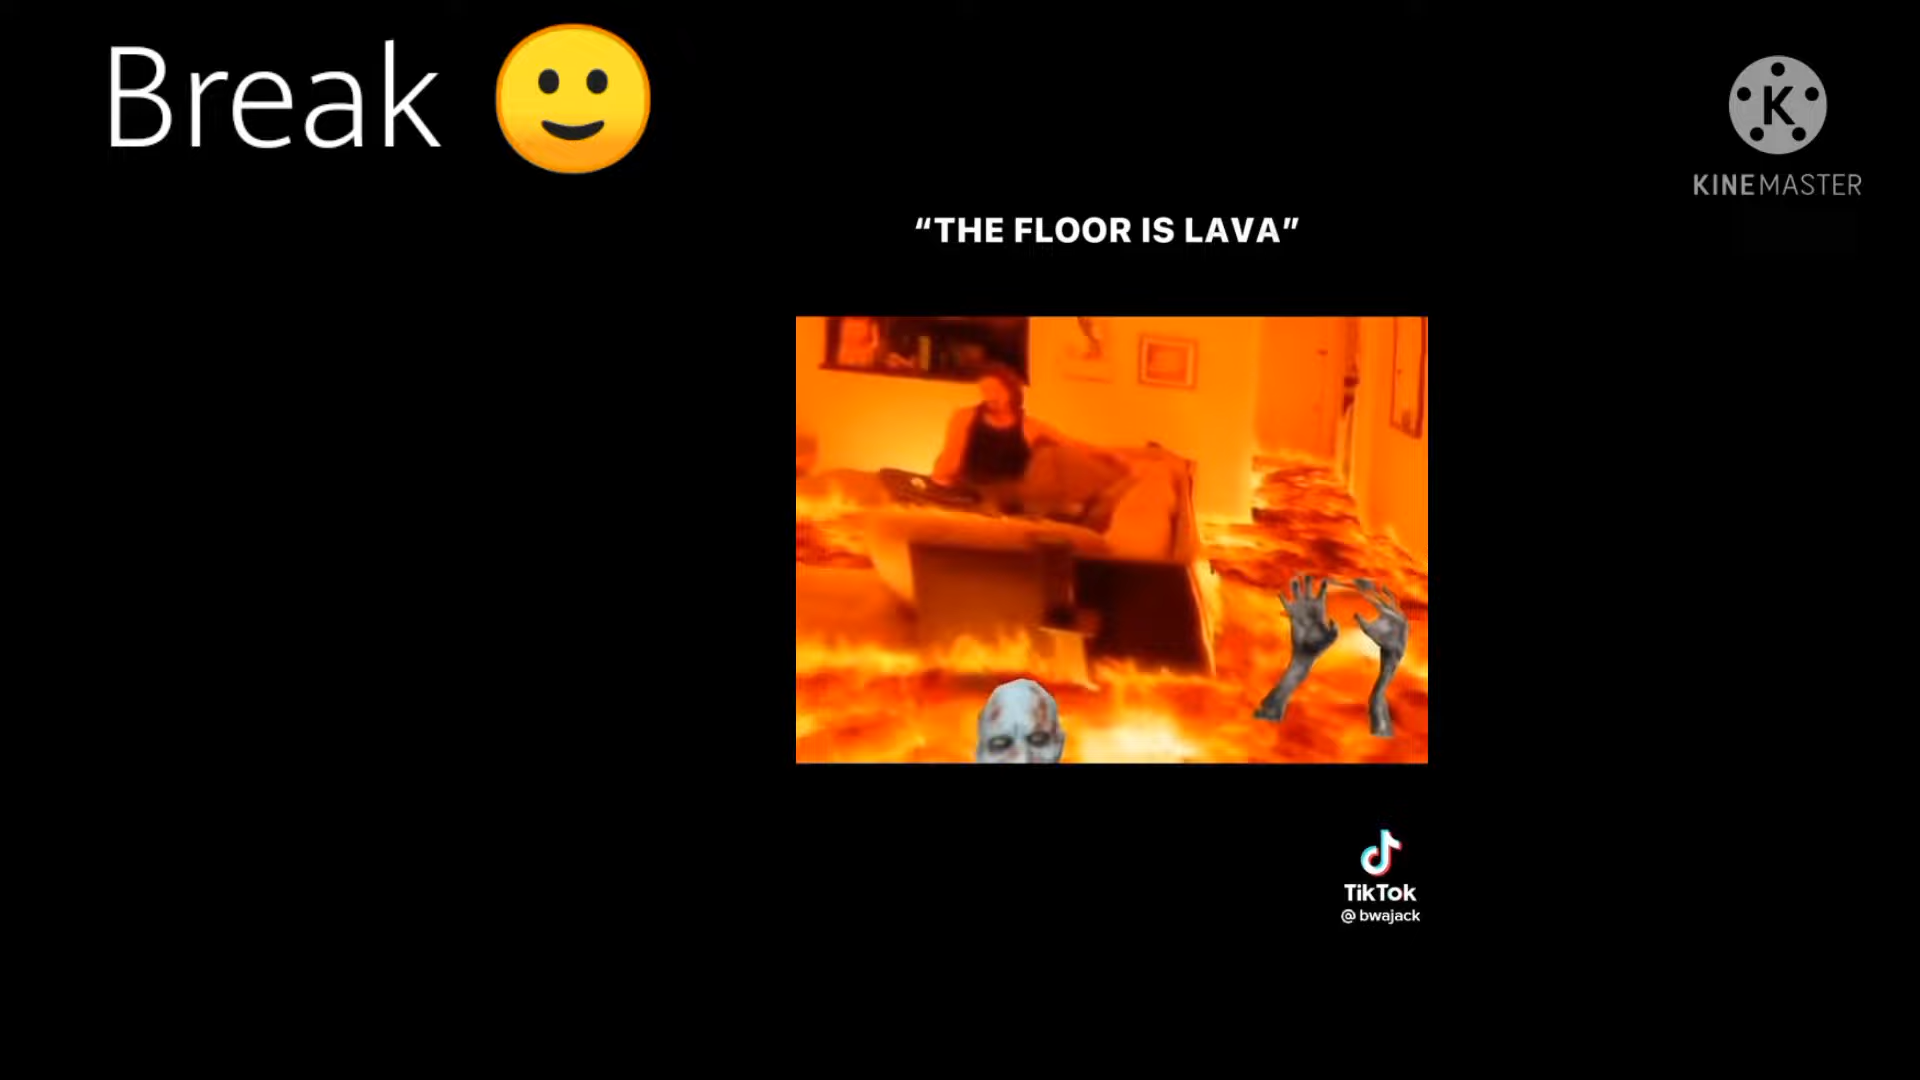 Break 🙂
K
KINEMASTER
“THE FLOOR IS LAVA”
TikTok
@bwajack